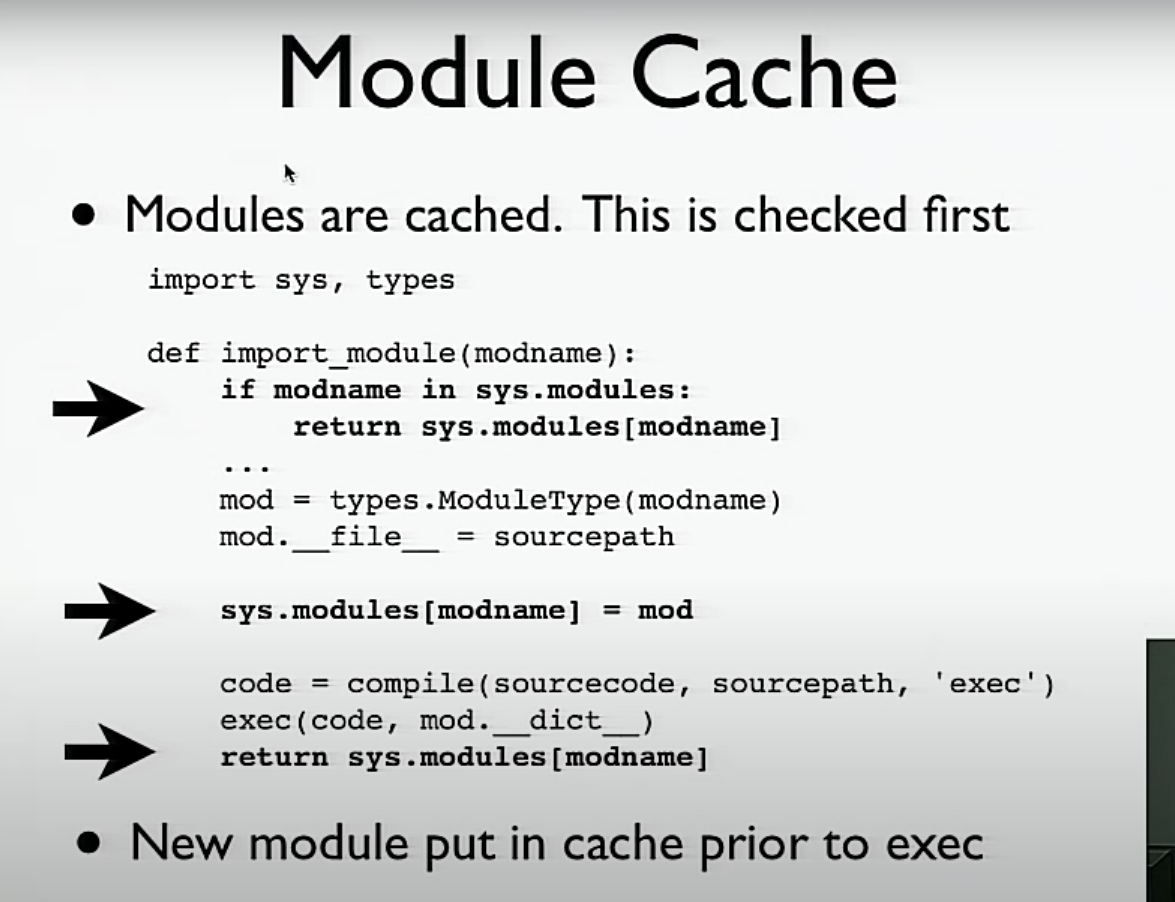 Module Cache
• Modules are cached. This is checked first
import sys, types
def import_module(modname):
if modname in sys.modules:
return sys.modules[modname]
...
mod = types.ModuleType(modname)
mod.__file__ = sourcepath
sys.modules[modname] = mod
code = compile(sourcecode, sourcepath, 'exec')
exec(code, mod.__dict__)
return sys.modules[modname]
• New module put in cache prior to exec